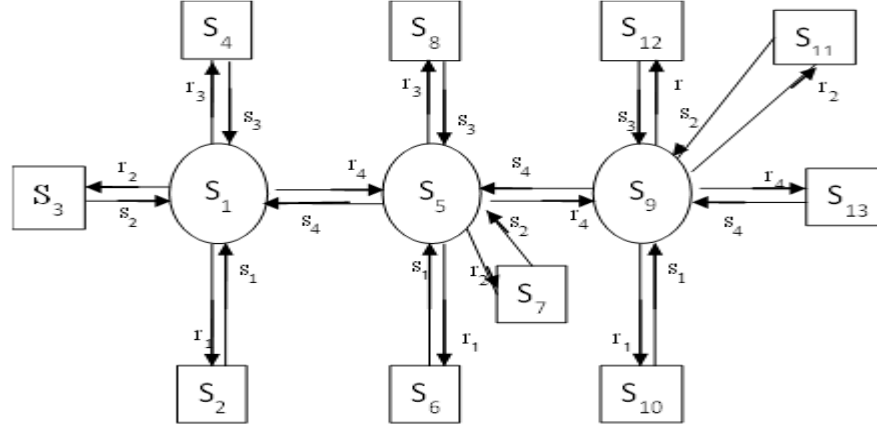 S₄ S₈ S₁₂ S₁₁
r₃ r₃ r r₂
s₃ s₃ s₃ s₂
r₂ r₄ s₄ r₄
S₃ S₁ S₅ S₉ S₁₃
s₂ s₄ s₂ r₄ s₄
s₁ s₁ r₂ S₇ s₁
r₁ r₁ r₁
S₂ S₆ S₁₀